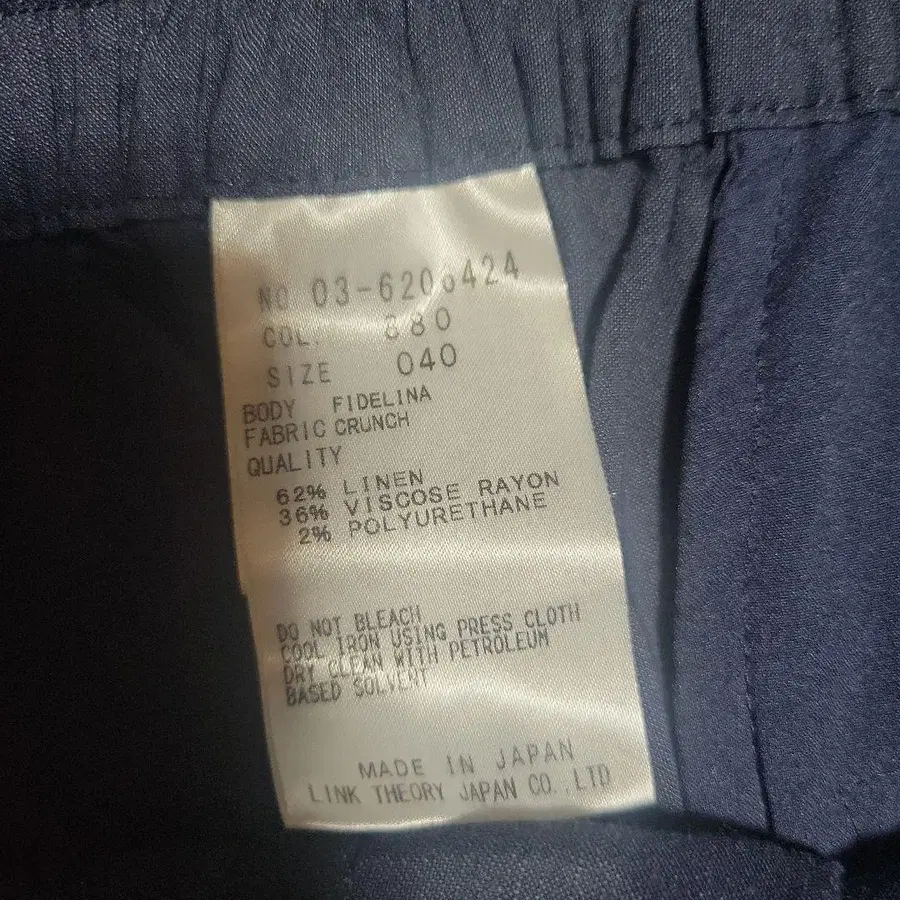 NO 03-6206424
COL. 880
SIZE 040
BODY FIDELINA
FABRIC CRUNCH
QUALITY
62% LINEN
36% VISCOSE RAYON
2% POLYURETHANE
DO NOT BLEACH
COOL IRON USING PRESS CLOTH
DRY CLEAN WITH PETROLEUM
BASED SOLVENT
MADE IN JAPAN
LINK THEORY JAPAN CO.,LTD